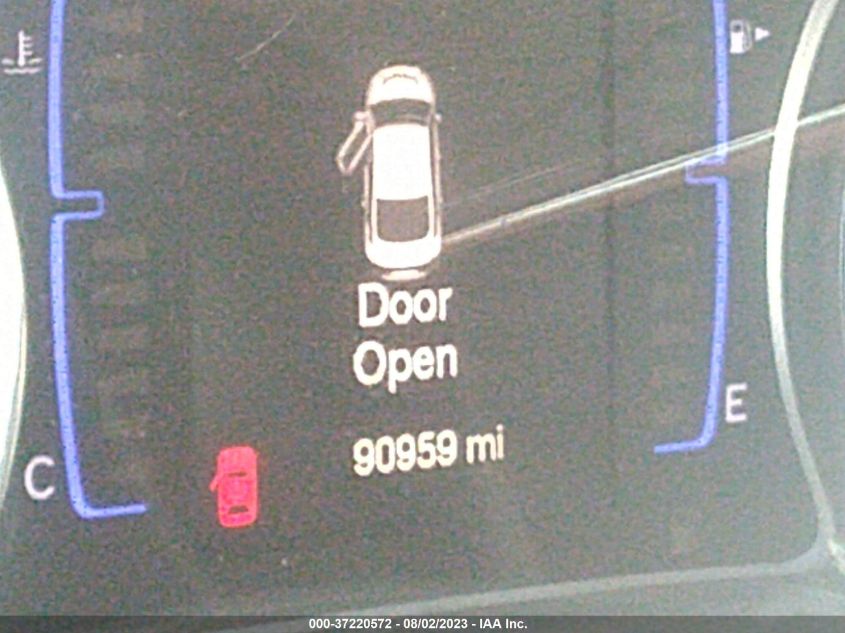 Door
Open
90959 mi
E
C
000-37220572 - 08/02/2023 - IAA Inc.